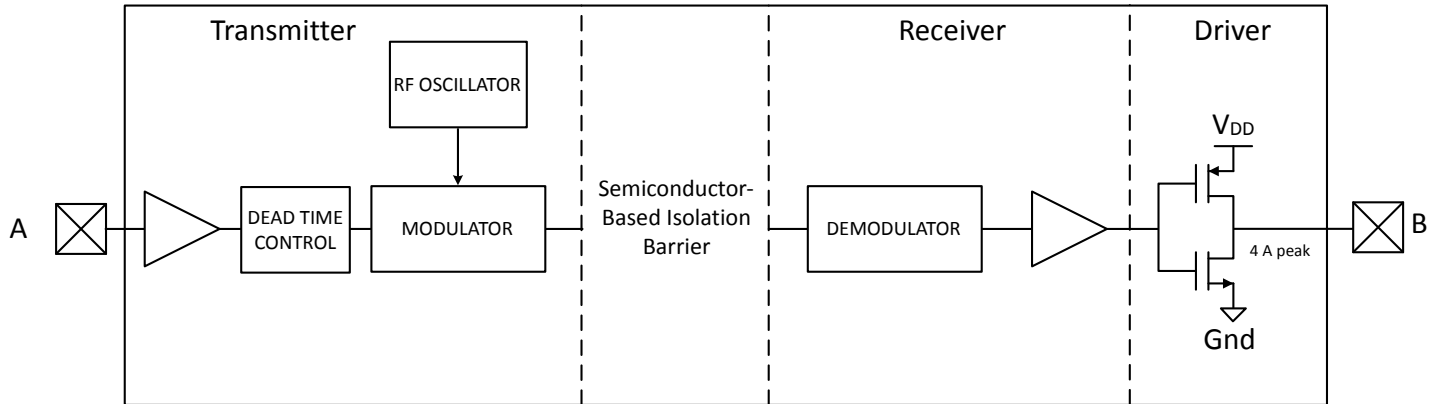 Transmitter
Receiver
Driver
RF OSCILLATOR
VDD
A
DEAD TIME
CONTROL
MODULATOR
Semiconductor-
Based Isolation
Barrier
DEMODULATOR
4 A peak
B
Gnd